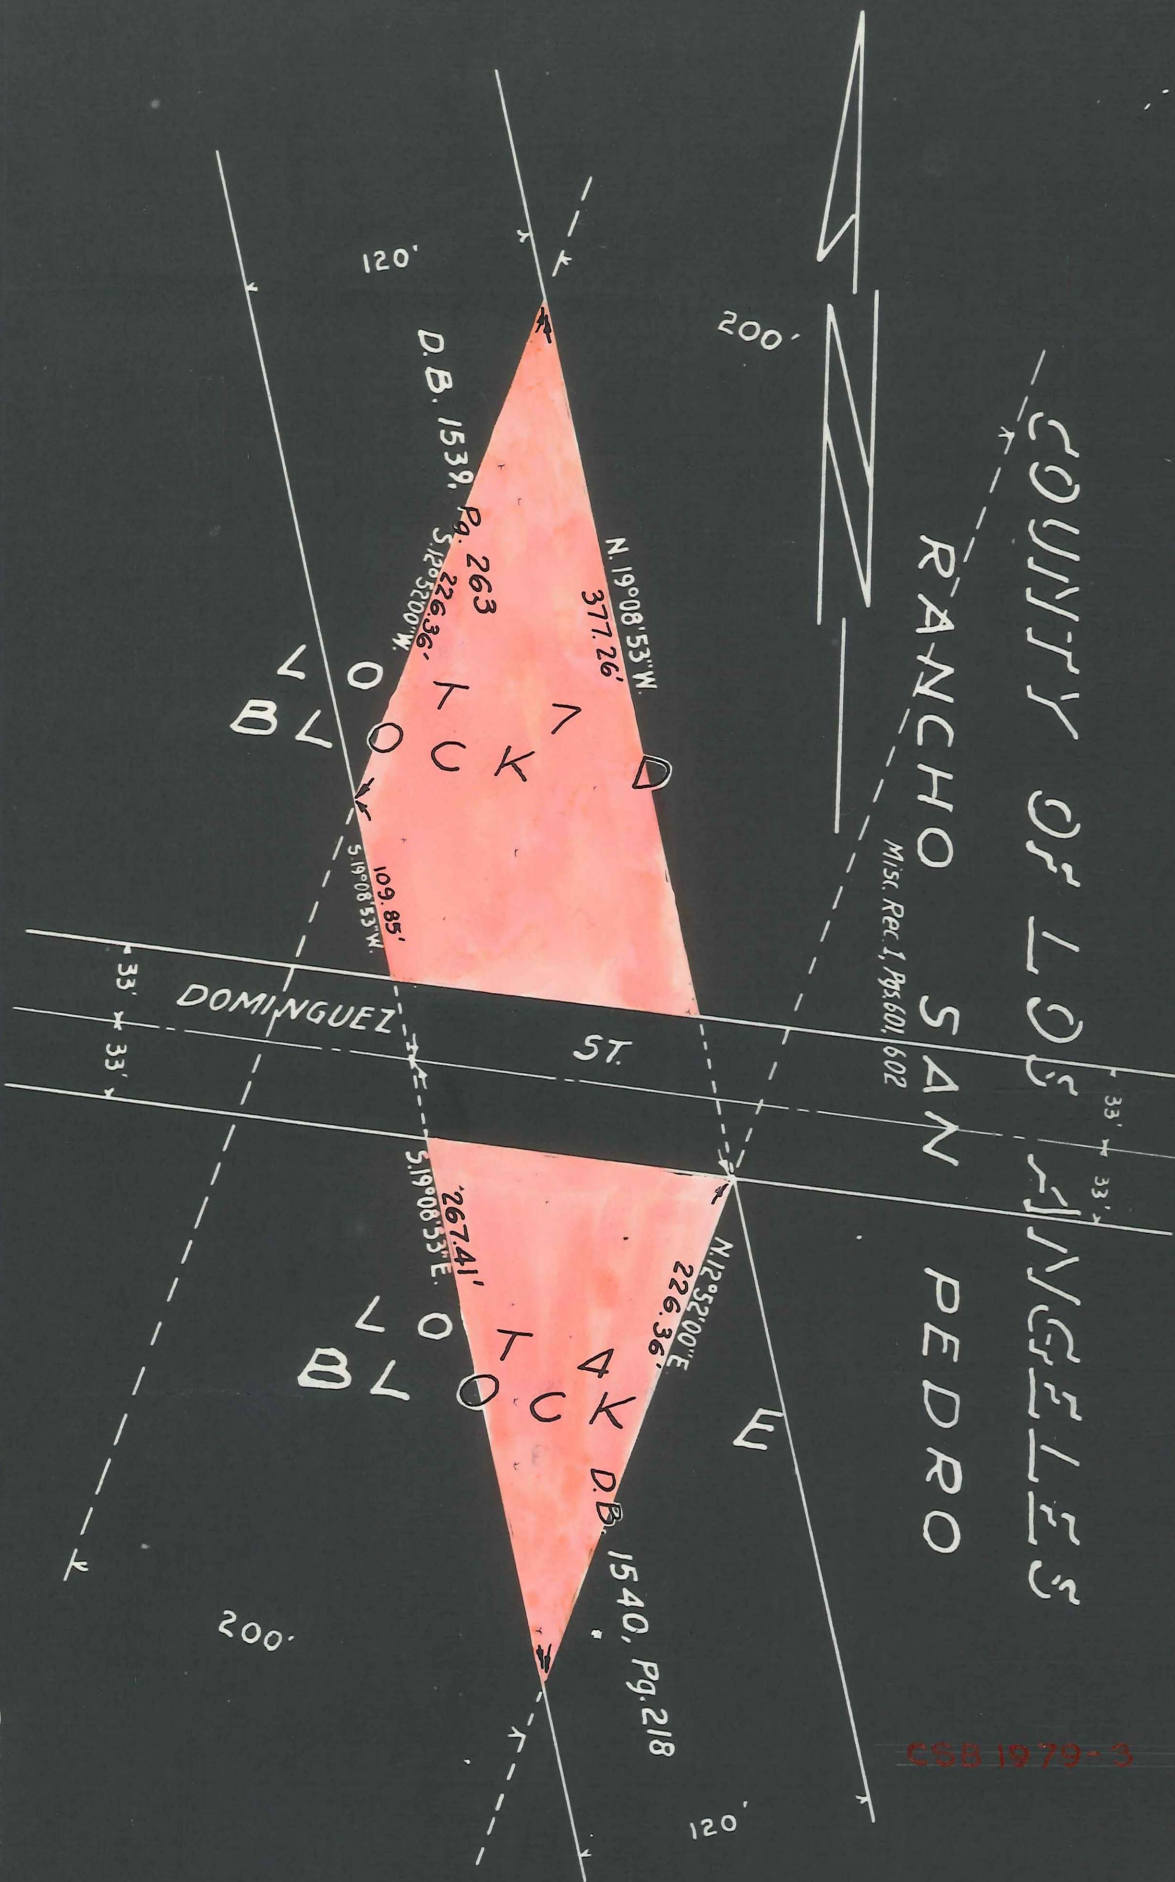 COUNTY OF LOS ANGELES
RANCHO SAN PEDRO
Misc. Rec. 1, Pgs. 601, 602
200'
120'
D.B. 1539, Pg. 263
S.12°52'00"W.
226.36'
N.19°08'53"W.
377.26'
LOT 7
BLOCK D
109.85'
S.19°08'53"W.
33'
33'
DOMINGUEZ ST.
33'
33'
S.19°08'53"E.
267.41'
N.12°52'00"E
226.36'
LOT 4
BLOCK E
D.B. 1540, Pg. 218
200'
120'
CSB 1979-3